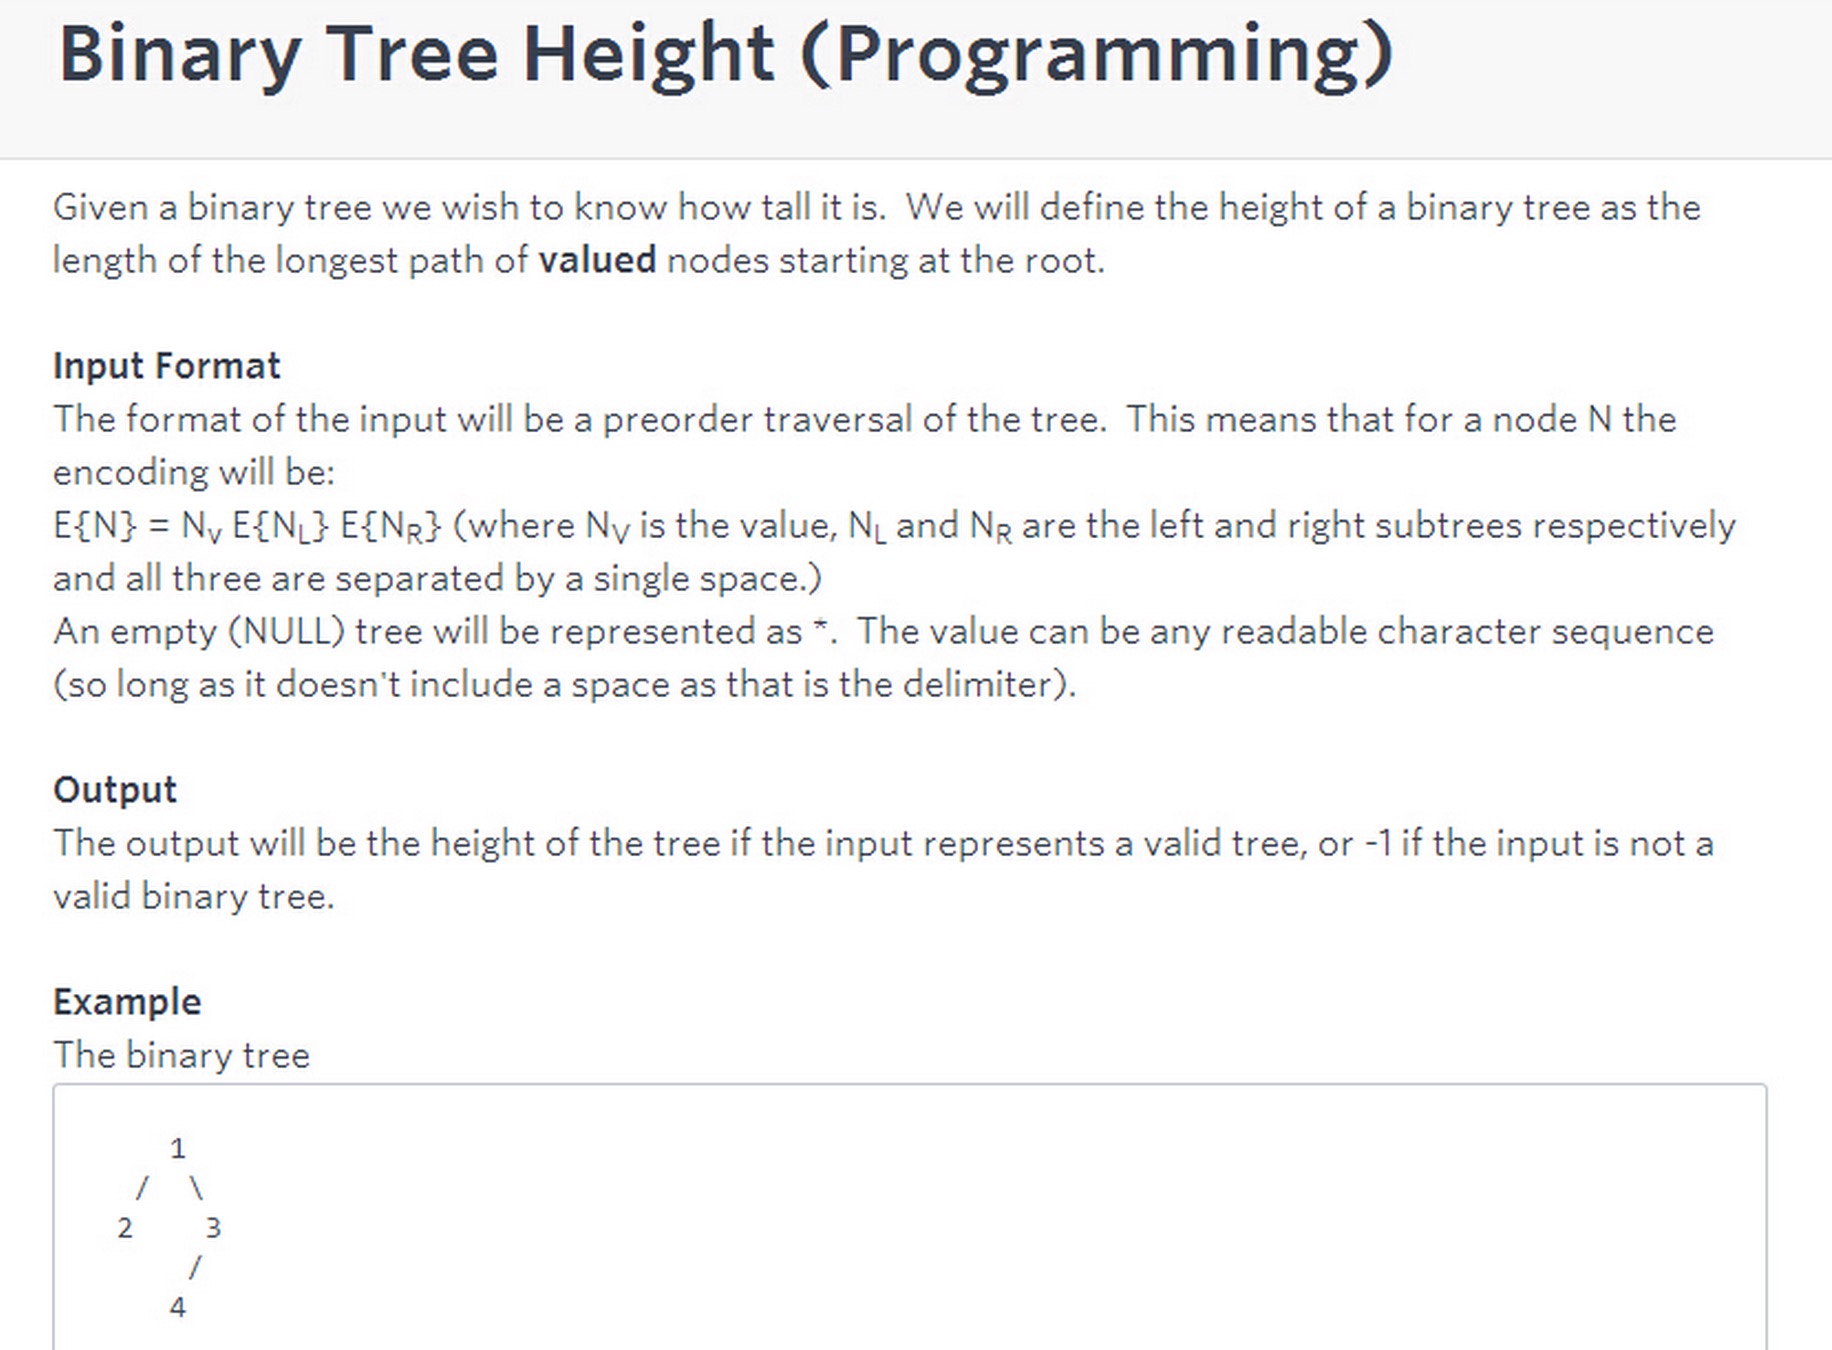 Binary Tree Height (Programming)
Given a binary tree we wish to know how tall it is.  We will define the height of a binary tree as the
length of the longest path of valued nodes starting at the root.
Input Format
The format of the input will be a preorder traversal of the tree.  This means that for a node N the
encoding will be:
E{N} = Nv E{NL} E{NR} (where NV is the value, NL and NR are the left and right subtrees respectively
and all three are separated by a single space.)
An empty (NULL) tree will be represented as *.  The value can be any readable character sequence
(so long as it doesn't include a space as that is the delimiter).
Output
The output will be the height of the tree if the input represents a valid tree, or -1 if the input is not a
valid binary tree.
Example
The binary tree
1
/ \
2 3
/
4